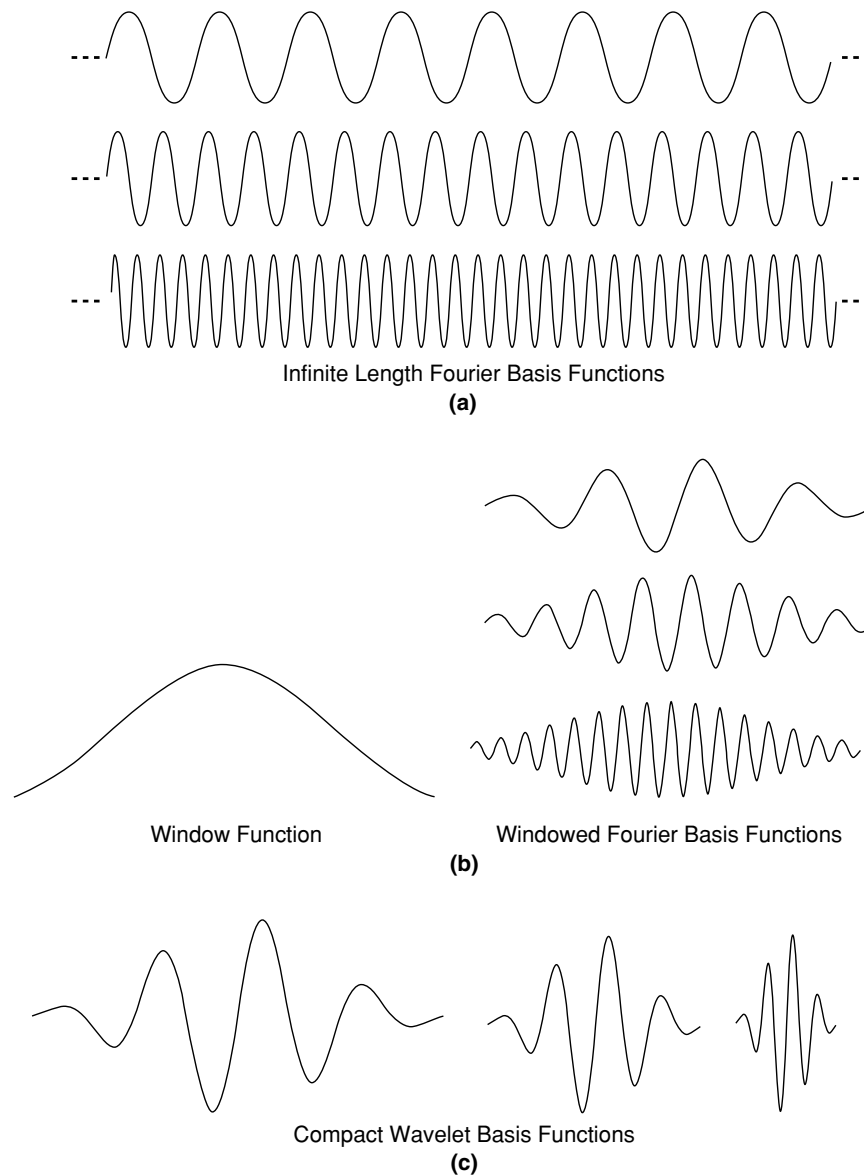 Infinite Length Fourier Basis Functions
(a)
Window Function
Windowed Fourier Basis Functions
(b)
Compact Wavelet Basis Functions
(c)